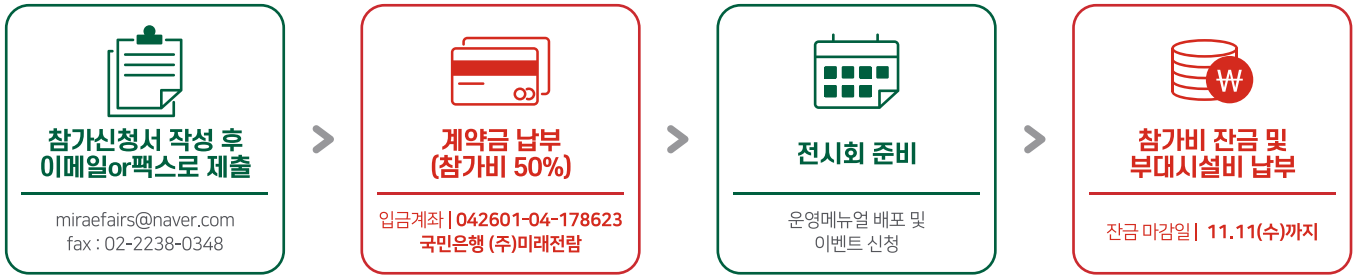 참가신청서 작성 후
이메일or팩스로 제출
miraefairs@naver.com
fax : 02-2238-0348
계약금 납부
(참가비 50%)
입금계좌 | 042601-04-178623
국민은행 (주)미래전람
전시회 준비
운영메뉴얼 배포 및
이벤트 신청
참가비 잔금 및
부대시설비 납부
잔금 마감일 | 11.11(수)까지